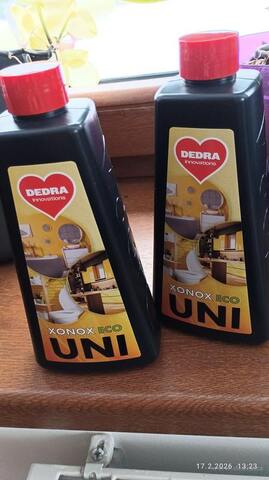 DEDRA
innovations
XONOX ECO
UNI
DEDRA
innovations
XONOX ECO
UNI
17.2.2026 13:23